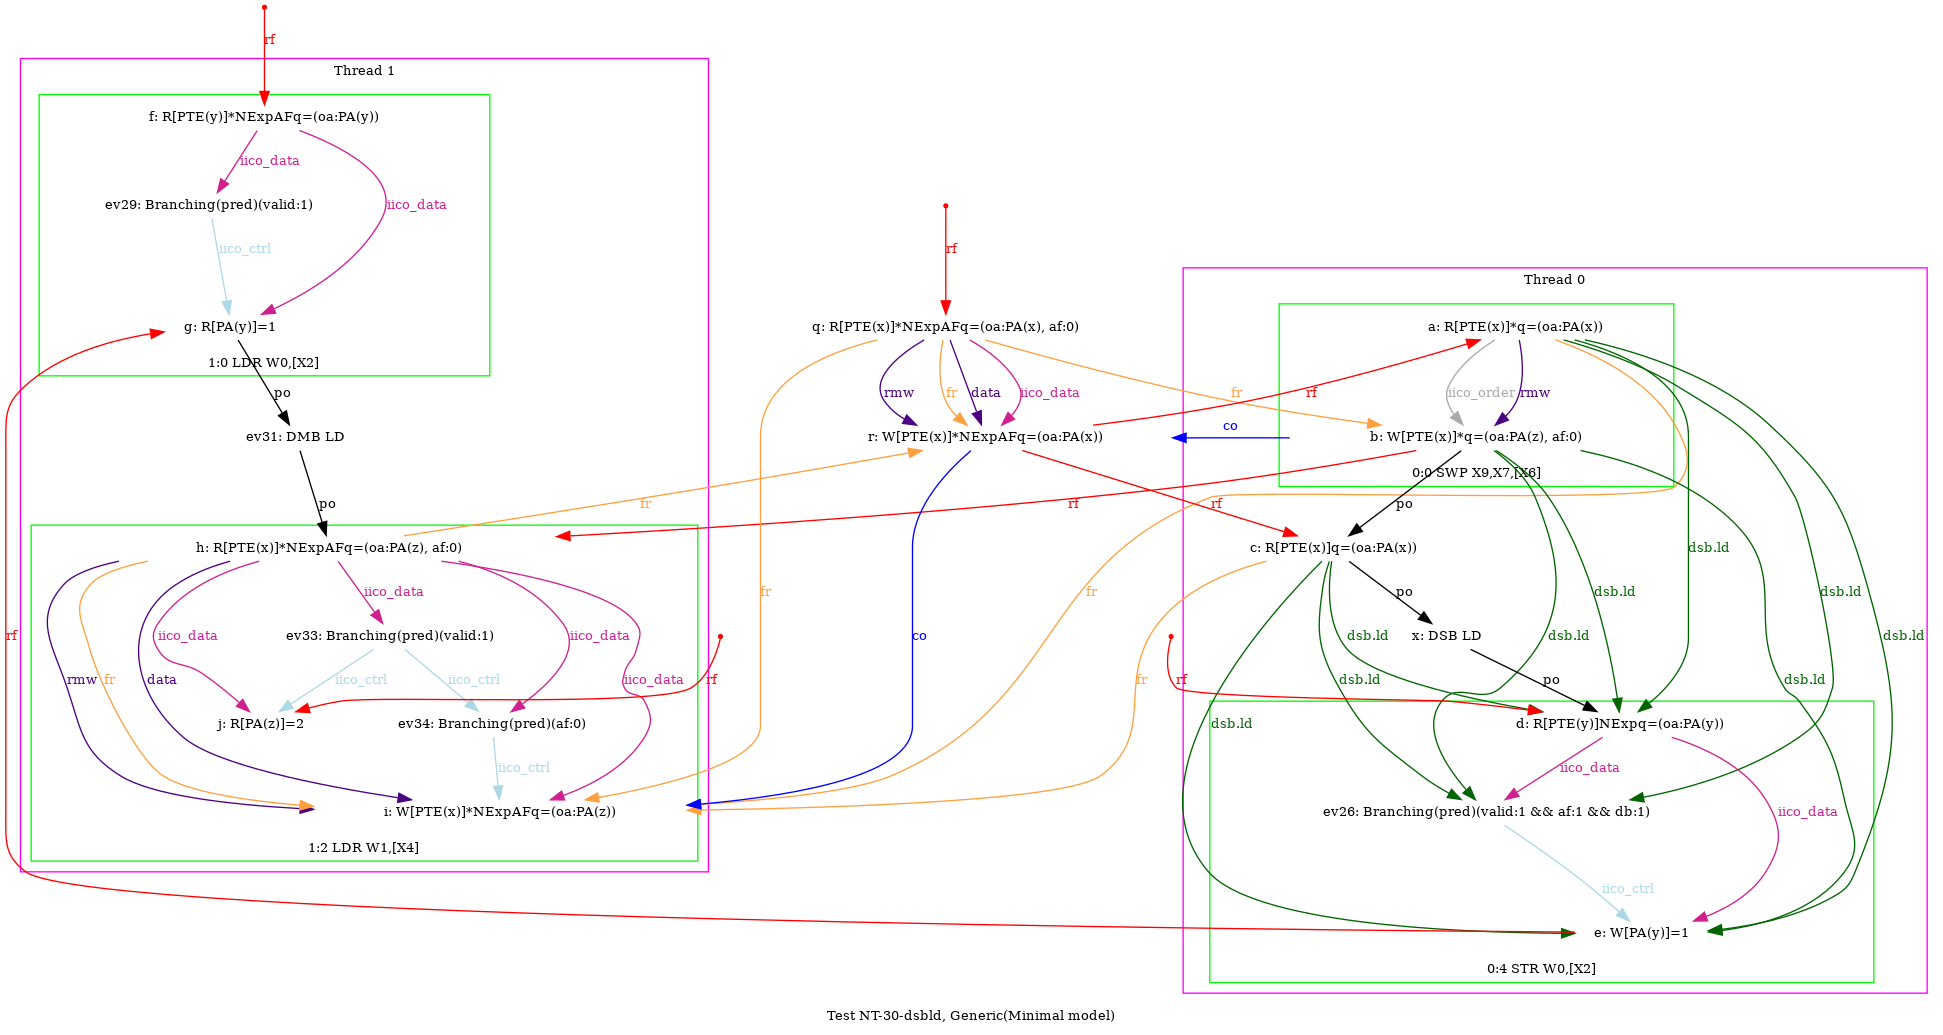 rf
Thread 1
f: R[PTE(y)]*NExpAFq=(oa:PA(y))
iico_data
ev29: Branching(pred)(valid:1)
iico_data
iico_ctrl
g: R[PA(y)]=1
1:0 LDR W0,[X2]
po
ev31: DMB LD
po
rf
q: R[PTE(x)]*NExpAFq=(oa:PA(x), af:0)
rmw
fr
data
iico_data
fr
r: W[PTE(x)]*NExpAFq=(oa:PA(x))
rf
co
Thread 0
a: R[PTE(x)]*q=(oa:PA(x))
iico_order
rmw
b: W[PTE(x)]*q=(oa:PA(z), af:0)
0:0 SWP X9,X7,[X6]
po
fr
rf
rf
c: R[PTE(x)]q=(oa:PA(x))
dsb.ld
h: R[PTE(x)]*NExpAFq=(oa:PA(z), af:0)
iico_data
fr
fr
po
dsb.ld
dsb.ld
iico_data
ev33: Branching(pred)(valid:1)
iico_data
rf
co
rf
dsb.ld
x: DSB LD
dsb.ld
dsb.ld
rmw
fr
data
iico_ctrl
iico_ctrl
iico_data
rf
fr
rf
dsb.ld
po
dsb.ld
j: R[PA(z)]=2
ev34: Branching(pred)(af:0)
dsb.ld
d: R[PTE(y)]NExpq=(oa:PA(y))
iico_ctrl
iico_data
i: W[PTE(x)]*NExpAFq=(oa:PA(z))
ev26: Branching(pred)(valid:1 && af:1 && db:1)
iico_data
1:2 LDR W1,[X4]
iico_ctrl
e: W[PA(y)]=1
0:4 STR W0,[X2]
Test NT-30-dsbld, Generic(Minimal model)